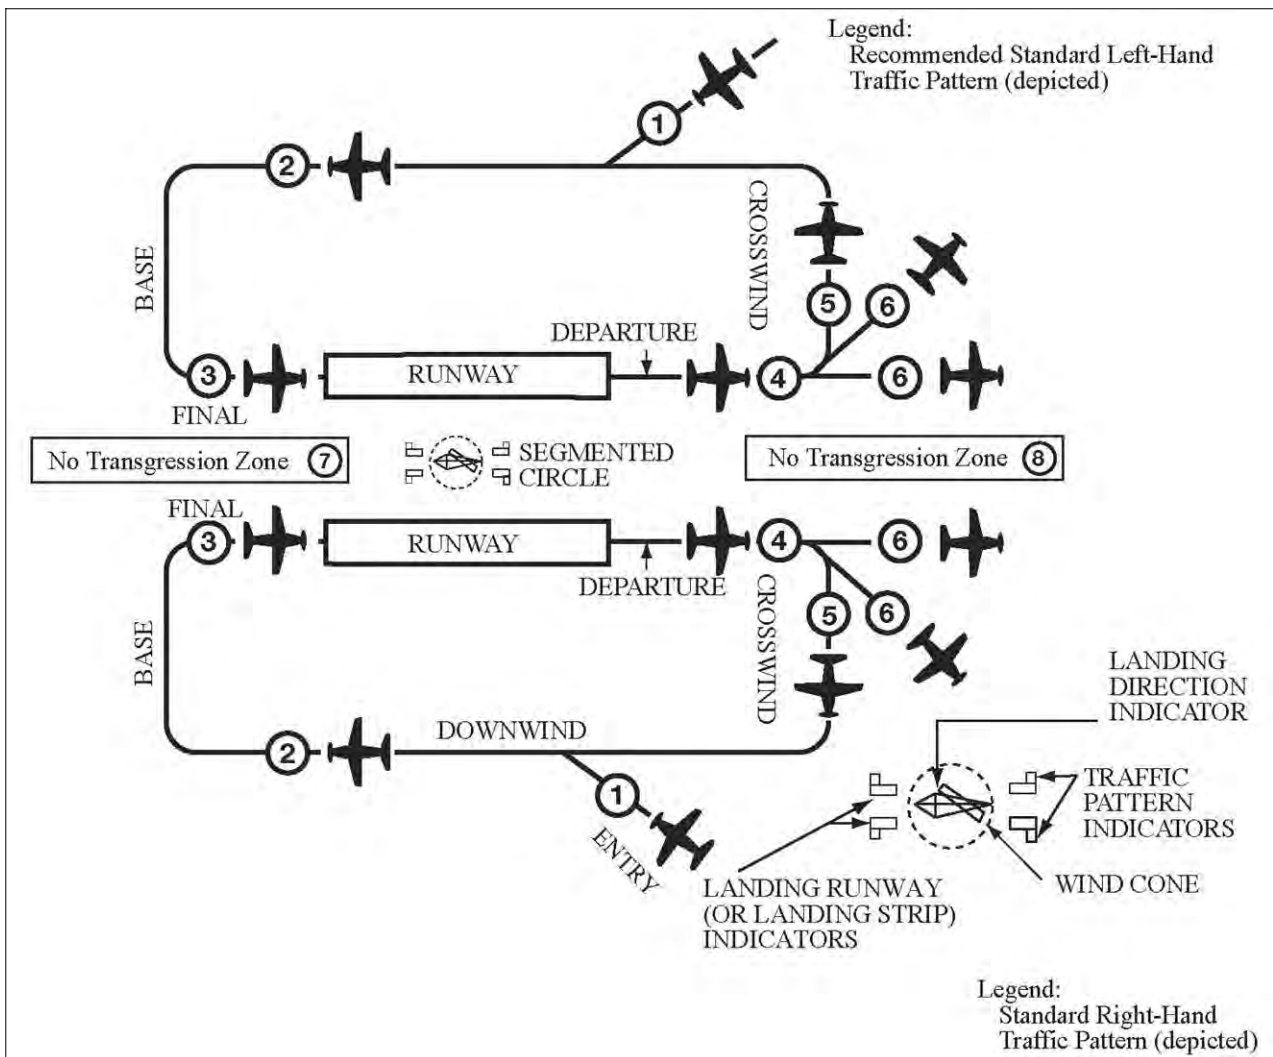 Legend:
Recommended Standard Left-Hand
Traffic Pattern (depicted)
1
2
CROSSWIND
BASE
5
6
DEPARTURE
3
RUNWAY
4
6
FINAL
No Transgression Zone 7
SEGMENTED
CIRCLE
No Transgression Zone 8
FINAL
3
RUNWAY
4
6
DEPARTURE
CROSSWIND
5
6
BASE
LANDING
DIRECTION
INDICATOR
DOWNWIND
2
1
ENTRY
TRAFFIC
PATTERN
INDICATORS
WIND CONE
LANDING RUNWAY
(OR LANDING STRIP)
INDICATORS
Legend:
Standard Right-Hand
Traffic Pattern (depicted)